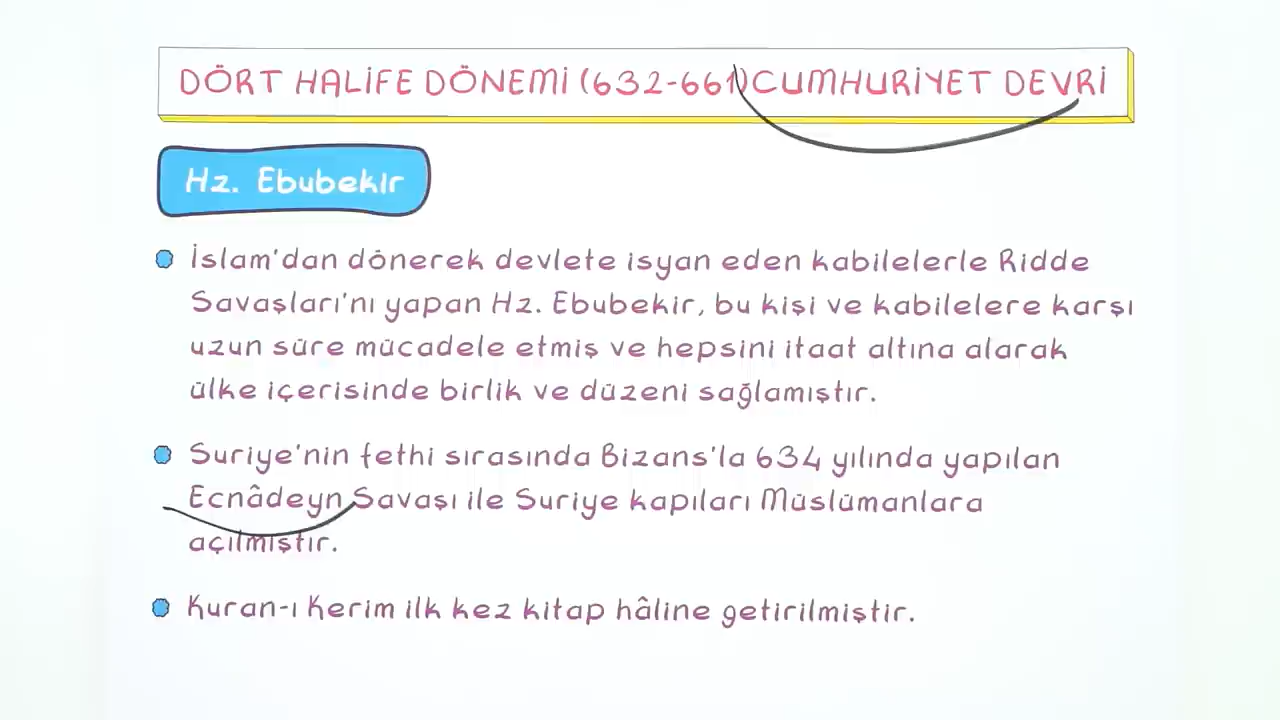 DÖRT HALİFE DÖNEMİ (632-661) CUMHURİYET DEVRİ
Hz. Ebubekir
İslam'dan dönerek devlete isyan eden kabilelerle Ridde
Savaşları'nı yapan Hz. Ebubekir, bu kişi ve kabilelere karşı
uzun süre mücadele etmiş ve hepsini itaat altına alarak
ülke içerisinde birlik ve düzeni sağlamıştır.
Suriye'nin fethi sırasında Bizans'la 634 yılında yapılan
Ecnâdeyn Savaşı ile Suriye kapıları Müslümanlara
açılmıştır.
Kuran-ı Kerim ilk kez kitap hâline getirilmiştir.